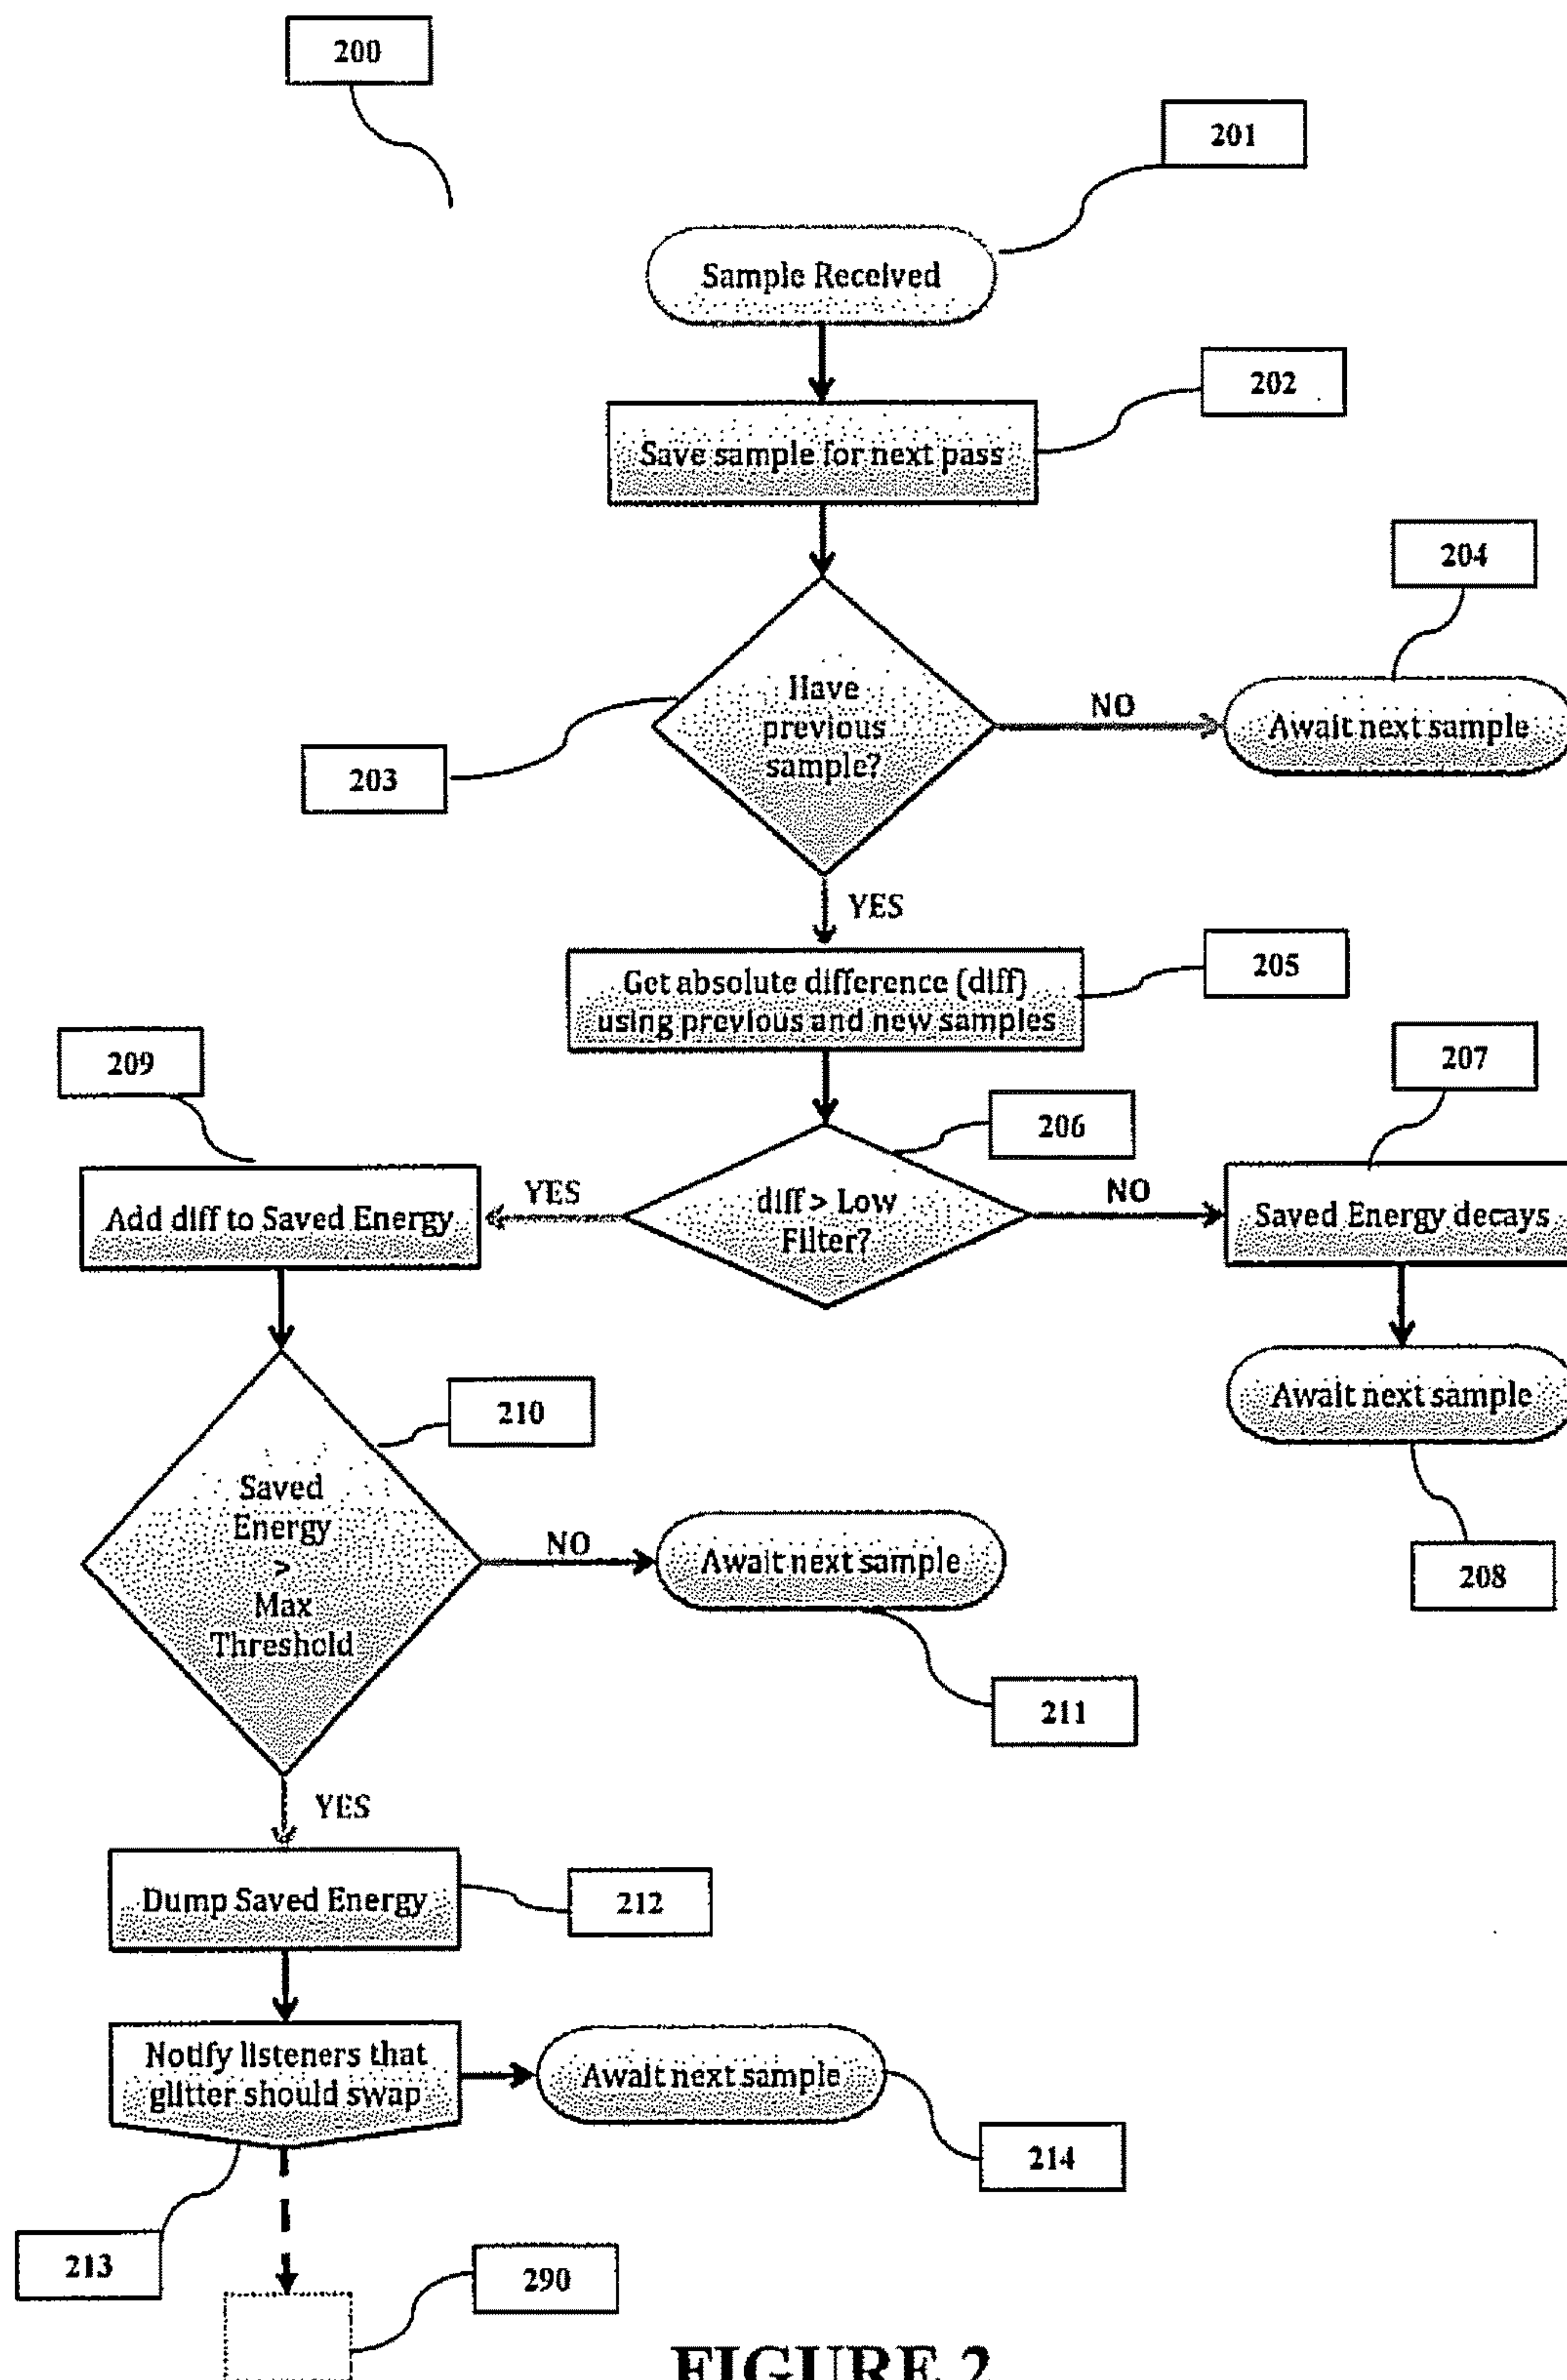 200
201
Sample Received
202
Save sample for next pass
204
Have
previous
sample?
NO
Await next sample
203
YES
205
Get absolute difference (diff)
using previous and new samples
209
207
206
Add diff to Saved Energy
YES
diff > Low
Filter?
NO
Saved Energy decays
210
Await next sample
Saved
Energy
>
Max
Threshold
NO
Await next sample
208
211
YES
Dump Saved Energy
212
Notify listeners that
glitter should swap
Await next sample
214
213
290
FIGURE 2